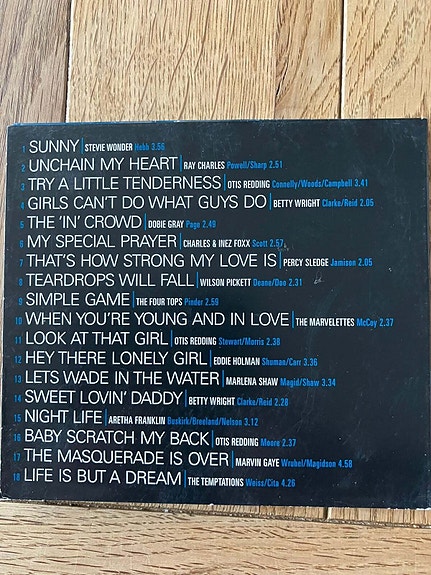 1 SUNNY STEVIE WONDER Hebb 3.56
2 UNCHAIN MY HEART RAY CHARLES Powell/Sharp 2.51
3 TRY A LITTLE TENDERNESS OTIS REDDING Connelly/Woods/Campbell 3.41
4 GIRLS CAN'T DO WHAT GUYS DO BETTY WRIGHT Clarke/Reid 2.05
5 THE 'IN' CROWD DOBIE GRAY Page 2.49
6 MY SPECIAL PRAYER CHARLES & INEZ FOXX Scott 2.57
7 THAT'S HOW STRONG MY LOVE IS PERCY SLEDGE Jamison 2.05
8 TEARDROPS WILL FALL WILSON PICKETT Deane/Doo 2.31
9 SIMPLE GAME THE FOUR TOPS Pinder 2.59
10 WHEN YOU'RE YOUNG AND IN LOVE THE MARVELETTES McCoy 2.37
11 LOOK AT THAT GIRL OTIS REDDING Stewart/Morris 2.38
12 HEY THERE LONELY GIRL EDDIE HOLMAN Shuman/Carr 3.36
13 LETS WADE IN THE WATER MARLENA SHAW Magid/Shaw 3.34
14 SWEET LOVIN' DADDY BETTY WRIGHT Clarke/Reid 2.28
15 NIGHT LIFE ARETHA FRANKLIN Buskirk/Breeland/Nelson 3.12
16 BABY SCRATCH MY BACK OTIS REDDING Moore 2.37
17 THE MASQUERADE IS OVER MARVIN GAYE Wrubel/Magidson 4.58
18 LIFE IS BUT A DREAM THE TEMPTATIONS Weiss/Cita 4.26